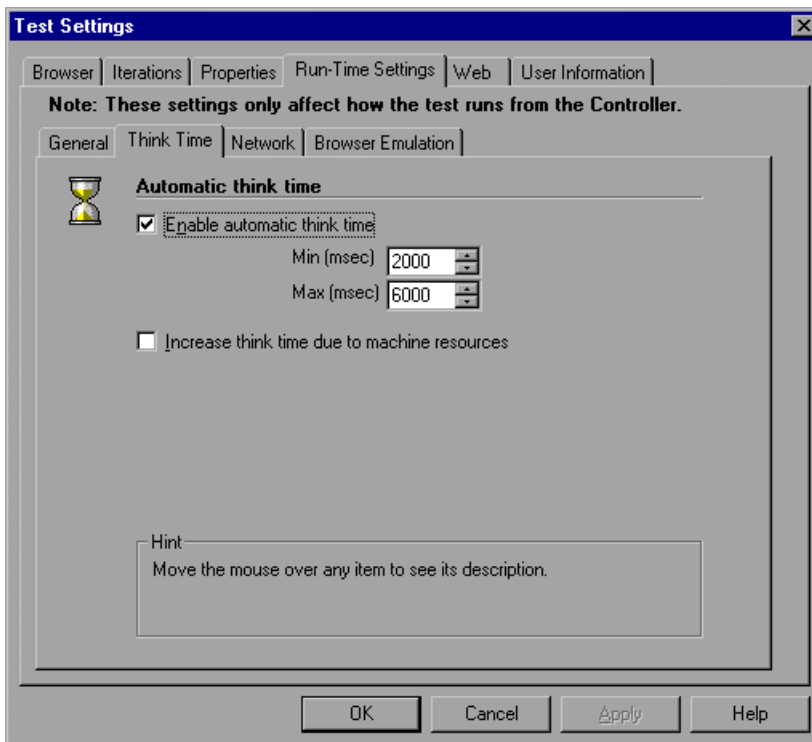 Test Settings
Browser Iterations Properties Run-Time Settings Web User Information
Note: These settings only affect how the test runs from the Controller.
General Think Time Network Browser Emulation
Automatic think time
Enable automatic think time
Min (msec) 2000
Max (msec) 6000
Increase think time due to machine resources
Hint
Move the mouse over any item to see its description.
OK Cancel Apply Help